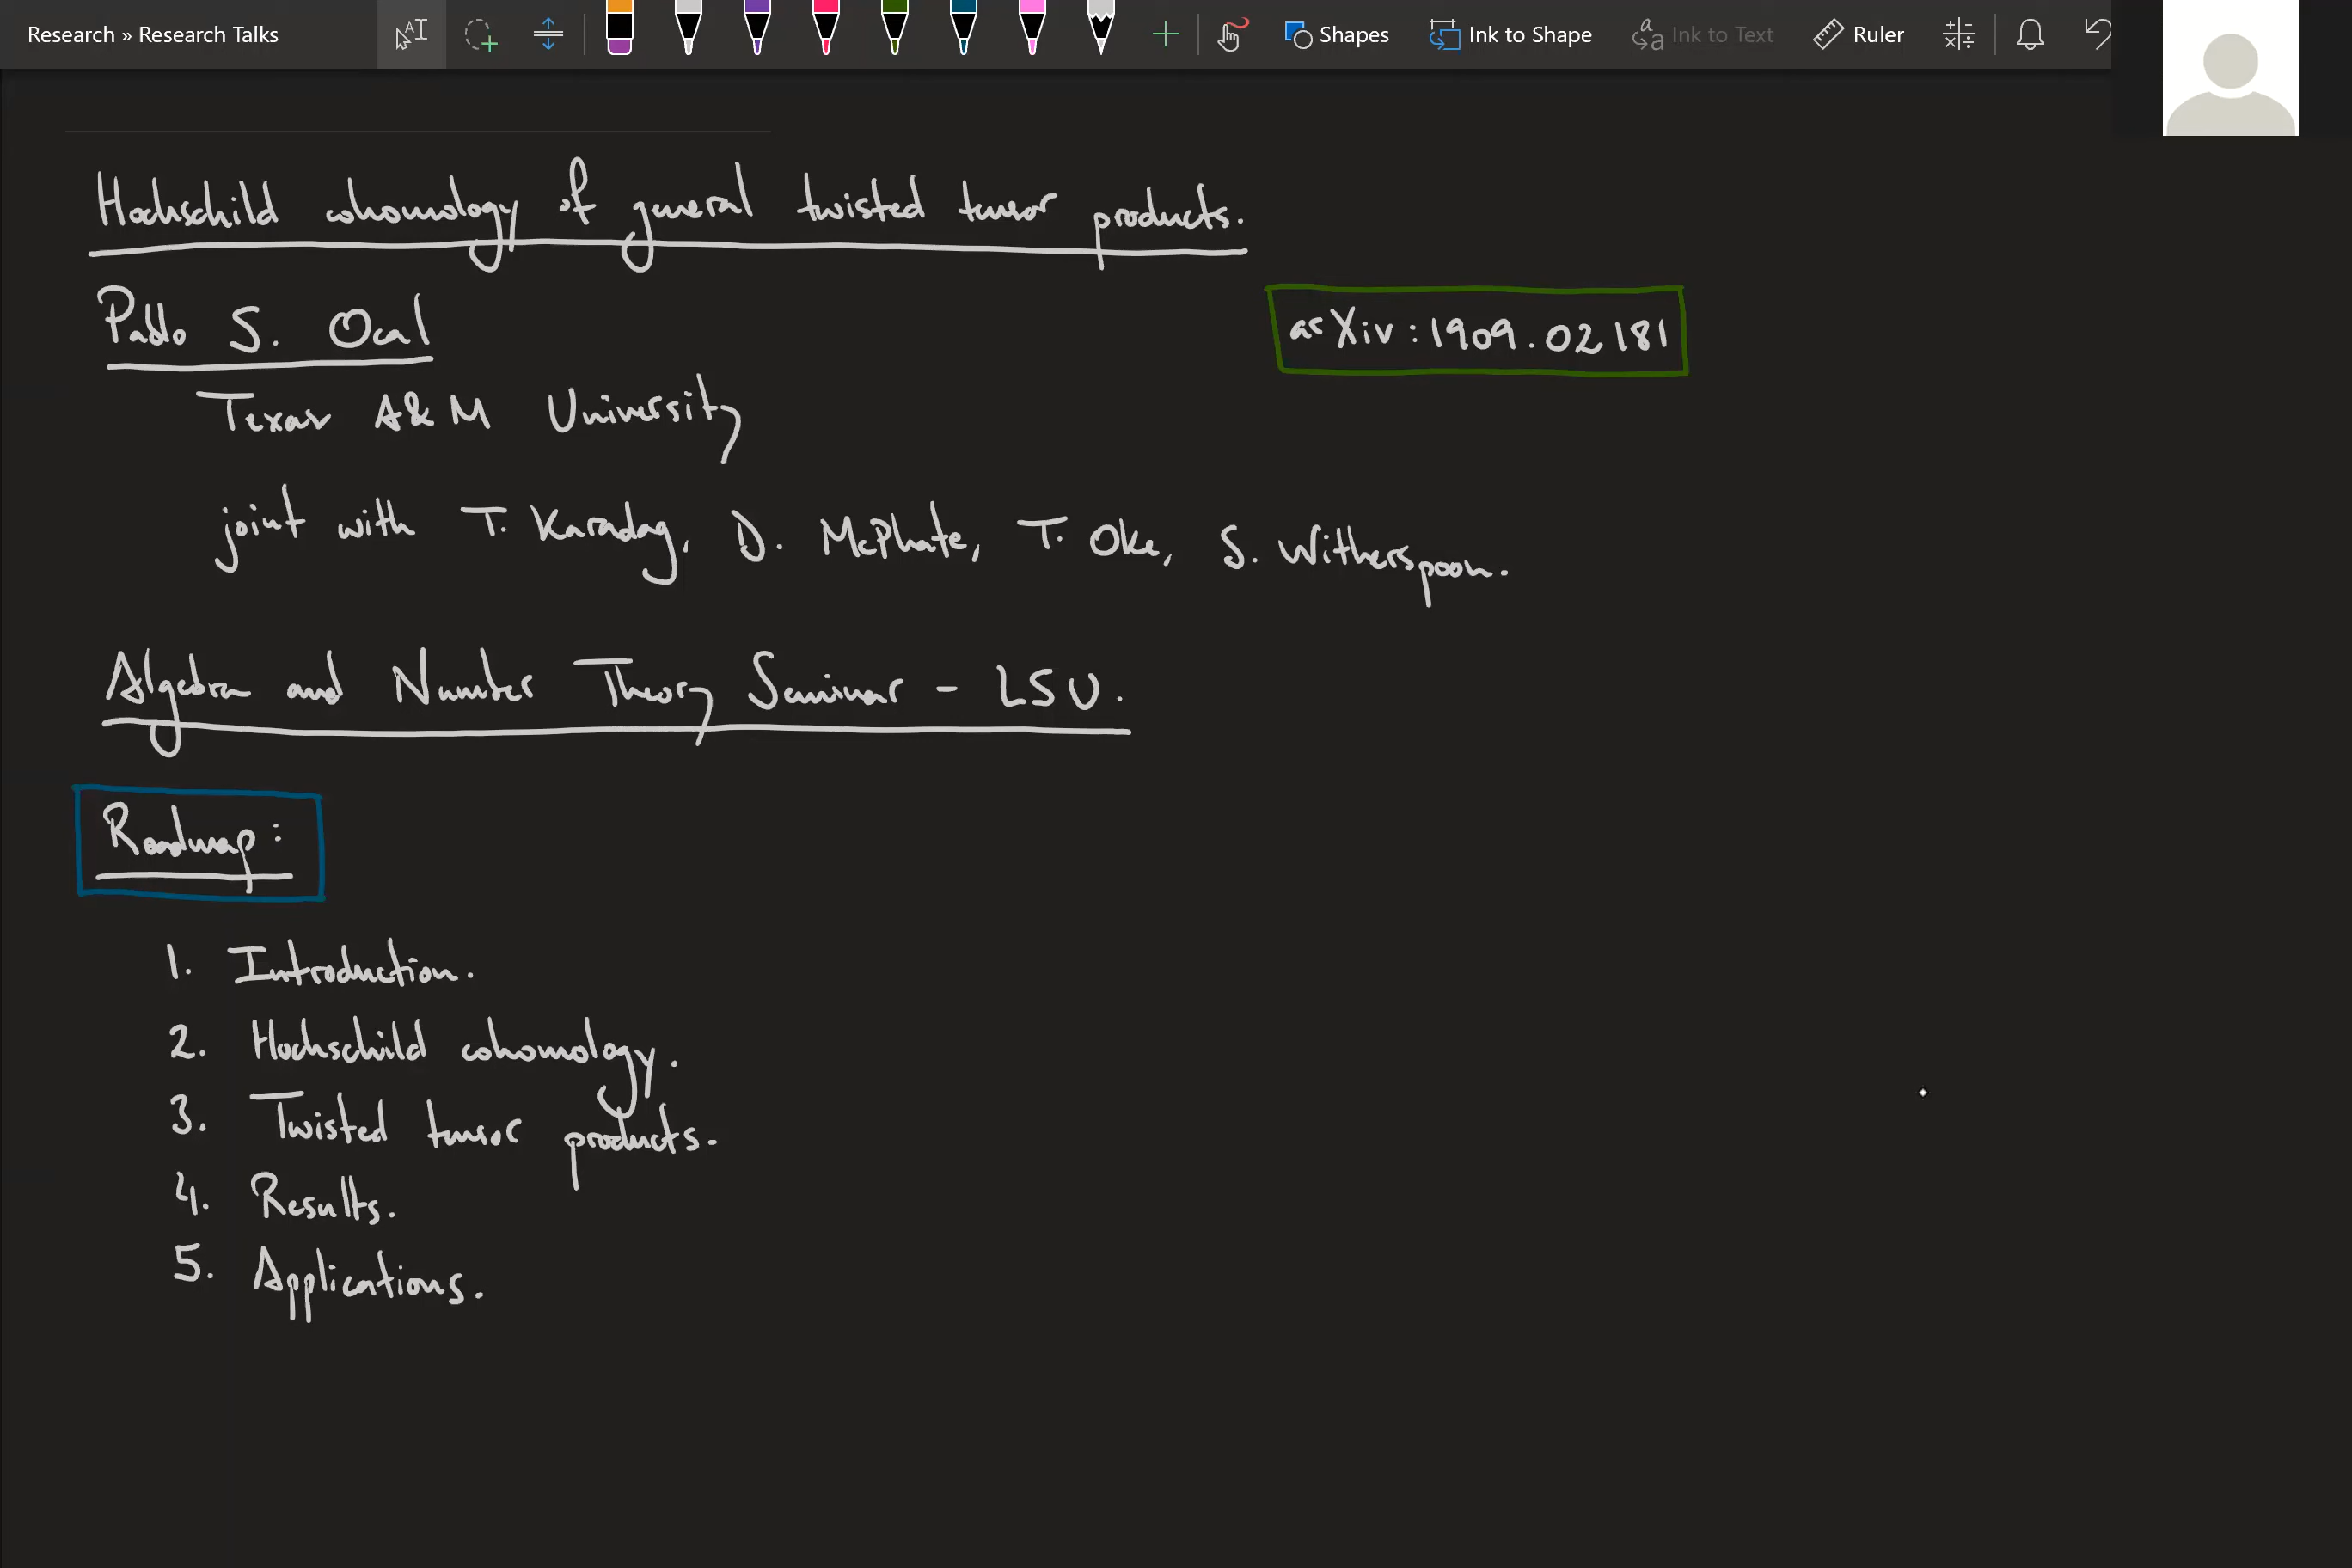 Research » Research Talks
Shapes
Ink to Shape
Ink to Text
Ruler
Hochschild cohomology of general twisted tensor products.
Pablo S. Ocal
arXiv:1909.02181
Texas A&M University
joint with T. Karadag, D. McPhate, T. Oke, S. Witherspoon.
Algebra and Number Theory Seminar - LSU.
Roadmap:
1. Introduction.
2. Hochschild cohomology.
3. Twisted tensor products.
4. Results.
5. Applications.